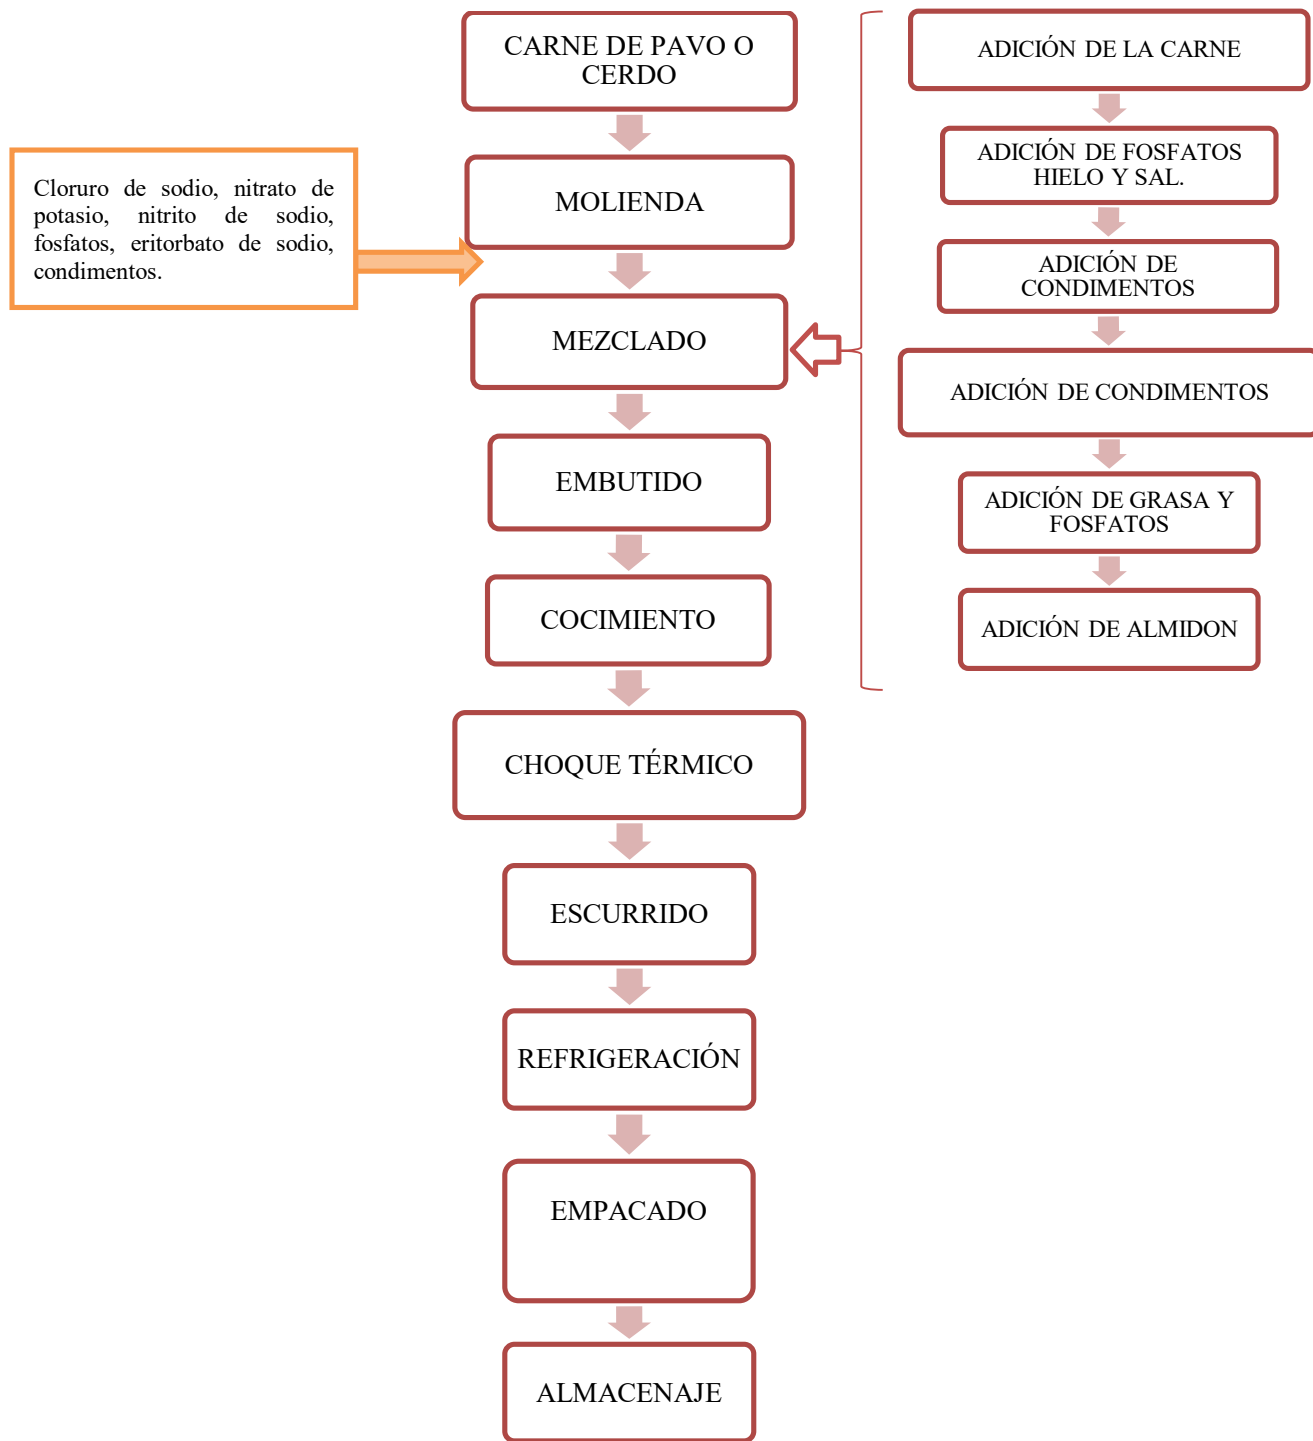 CARNE DE PAVO O
CERDO
MOLIENDA
Cloruro de sodio, nitrato de
potasio, nitrito de sodio,
fosfatos, eritorbato de sodio,
condimentos.
MEZCLADO
EMBUTIDO
COCIMIENTO
CHOQUE TÉRMICO
ESCURRIDO
REFRIGERACIÓN
EMPACADO
ALMACENAJE
ADICIÓN DE LA CARNE
ADICIÓN DE FOSFATOS
HIELO Y SAL.
ADICIÓN DE
CONDIMENTOS
ADICIÓN DE CONDIMENTOS
ADICIÓN DE GRASA Y
FOSFATOS
ADICIÓN DE ALMIDON